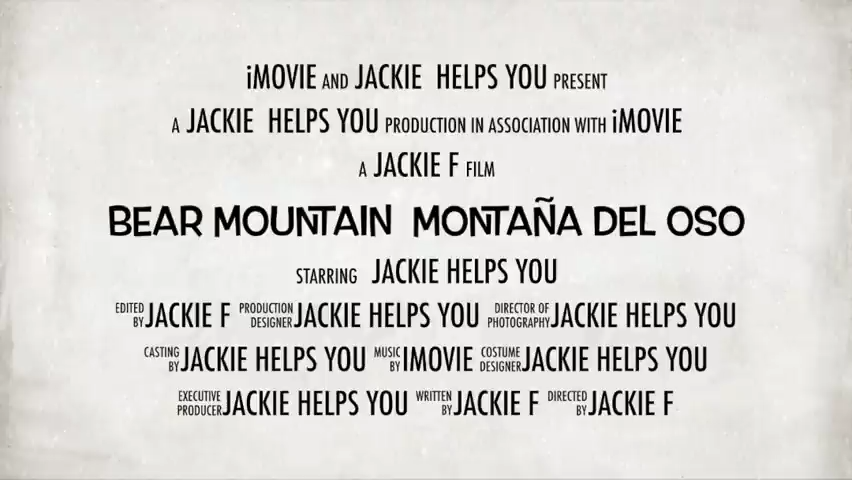 iMOVIE AND JACKIE HELPS YOU PRESENT
A JACKIE HELPS YOU PRODUCTION IN ASSOCIATION WITH iMOVIE
A JACKIE F FILM
BEAR MOUNTAIN MONTAÑA DEL OSO
STARRING JACKIE HELPS YOU
EDITED BY JACKIE F PRODUCTION DESIGNER JACKIE HELPS YOU DIRECTOR OF PHOTOGRAPHY JACKIE HELPS YOU
CASTING BY JACKIE HELPS YOU MUSIC BY IMOVIE COSTUME DESIGNER JACKIE HELPS YOU
EXECUTIVE PRODUCER JACKIE HELPS YOU WRITTEN BY JACKIE F DIRECTED BY JACKIE F